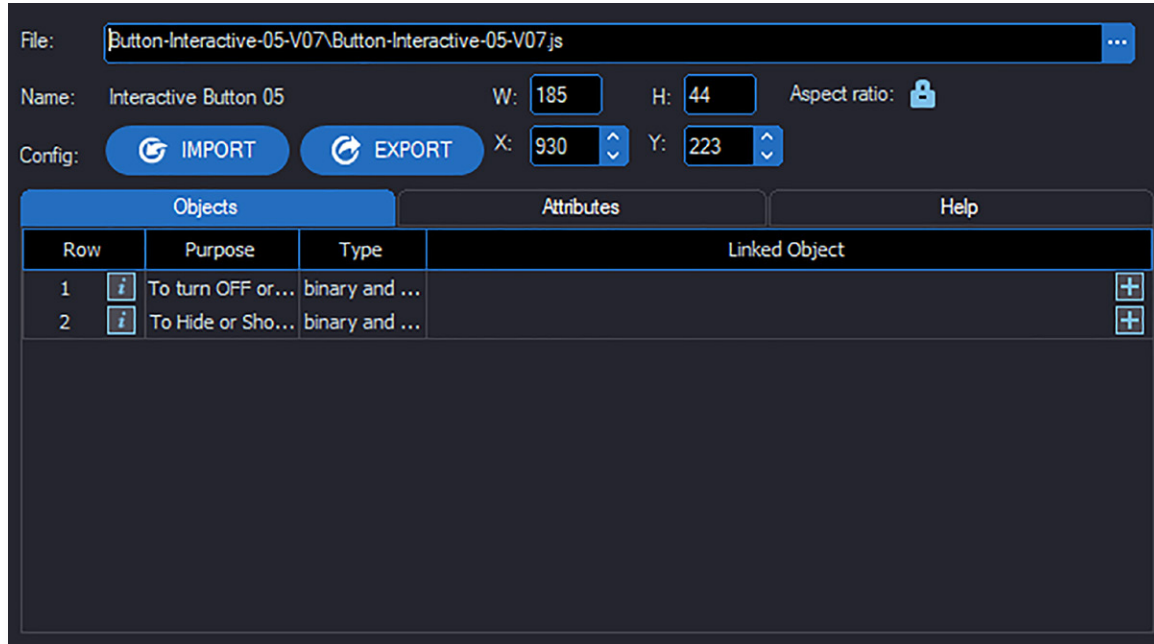 File: Button-Interactive-05-V07\Button-Interactive-05-V07.js ...
Name: Interactive Button 05 W: 185 H: 44 Aspect ratio:
Config: IMPORT EXPORT X: 930 Y: 223
Objects Attributes Help
Row Purpose Type Linked Object
1 i To turn OFF or... binary and ... +
2 i To Hide or Sho... binary and ... +